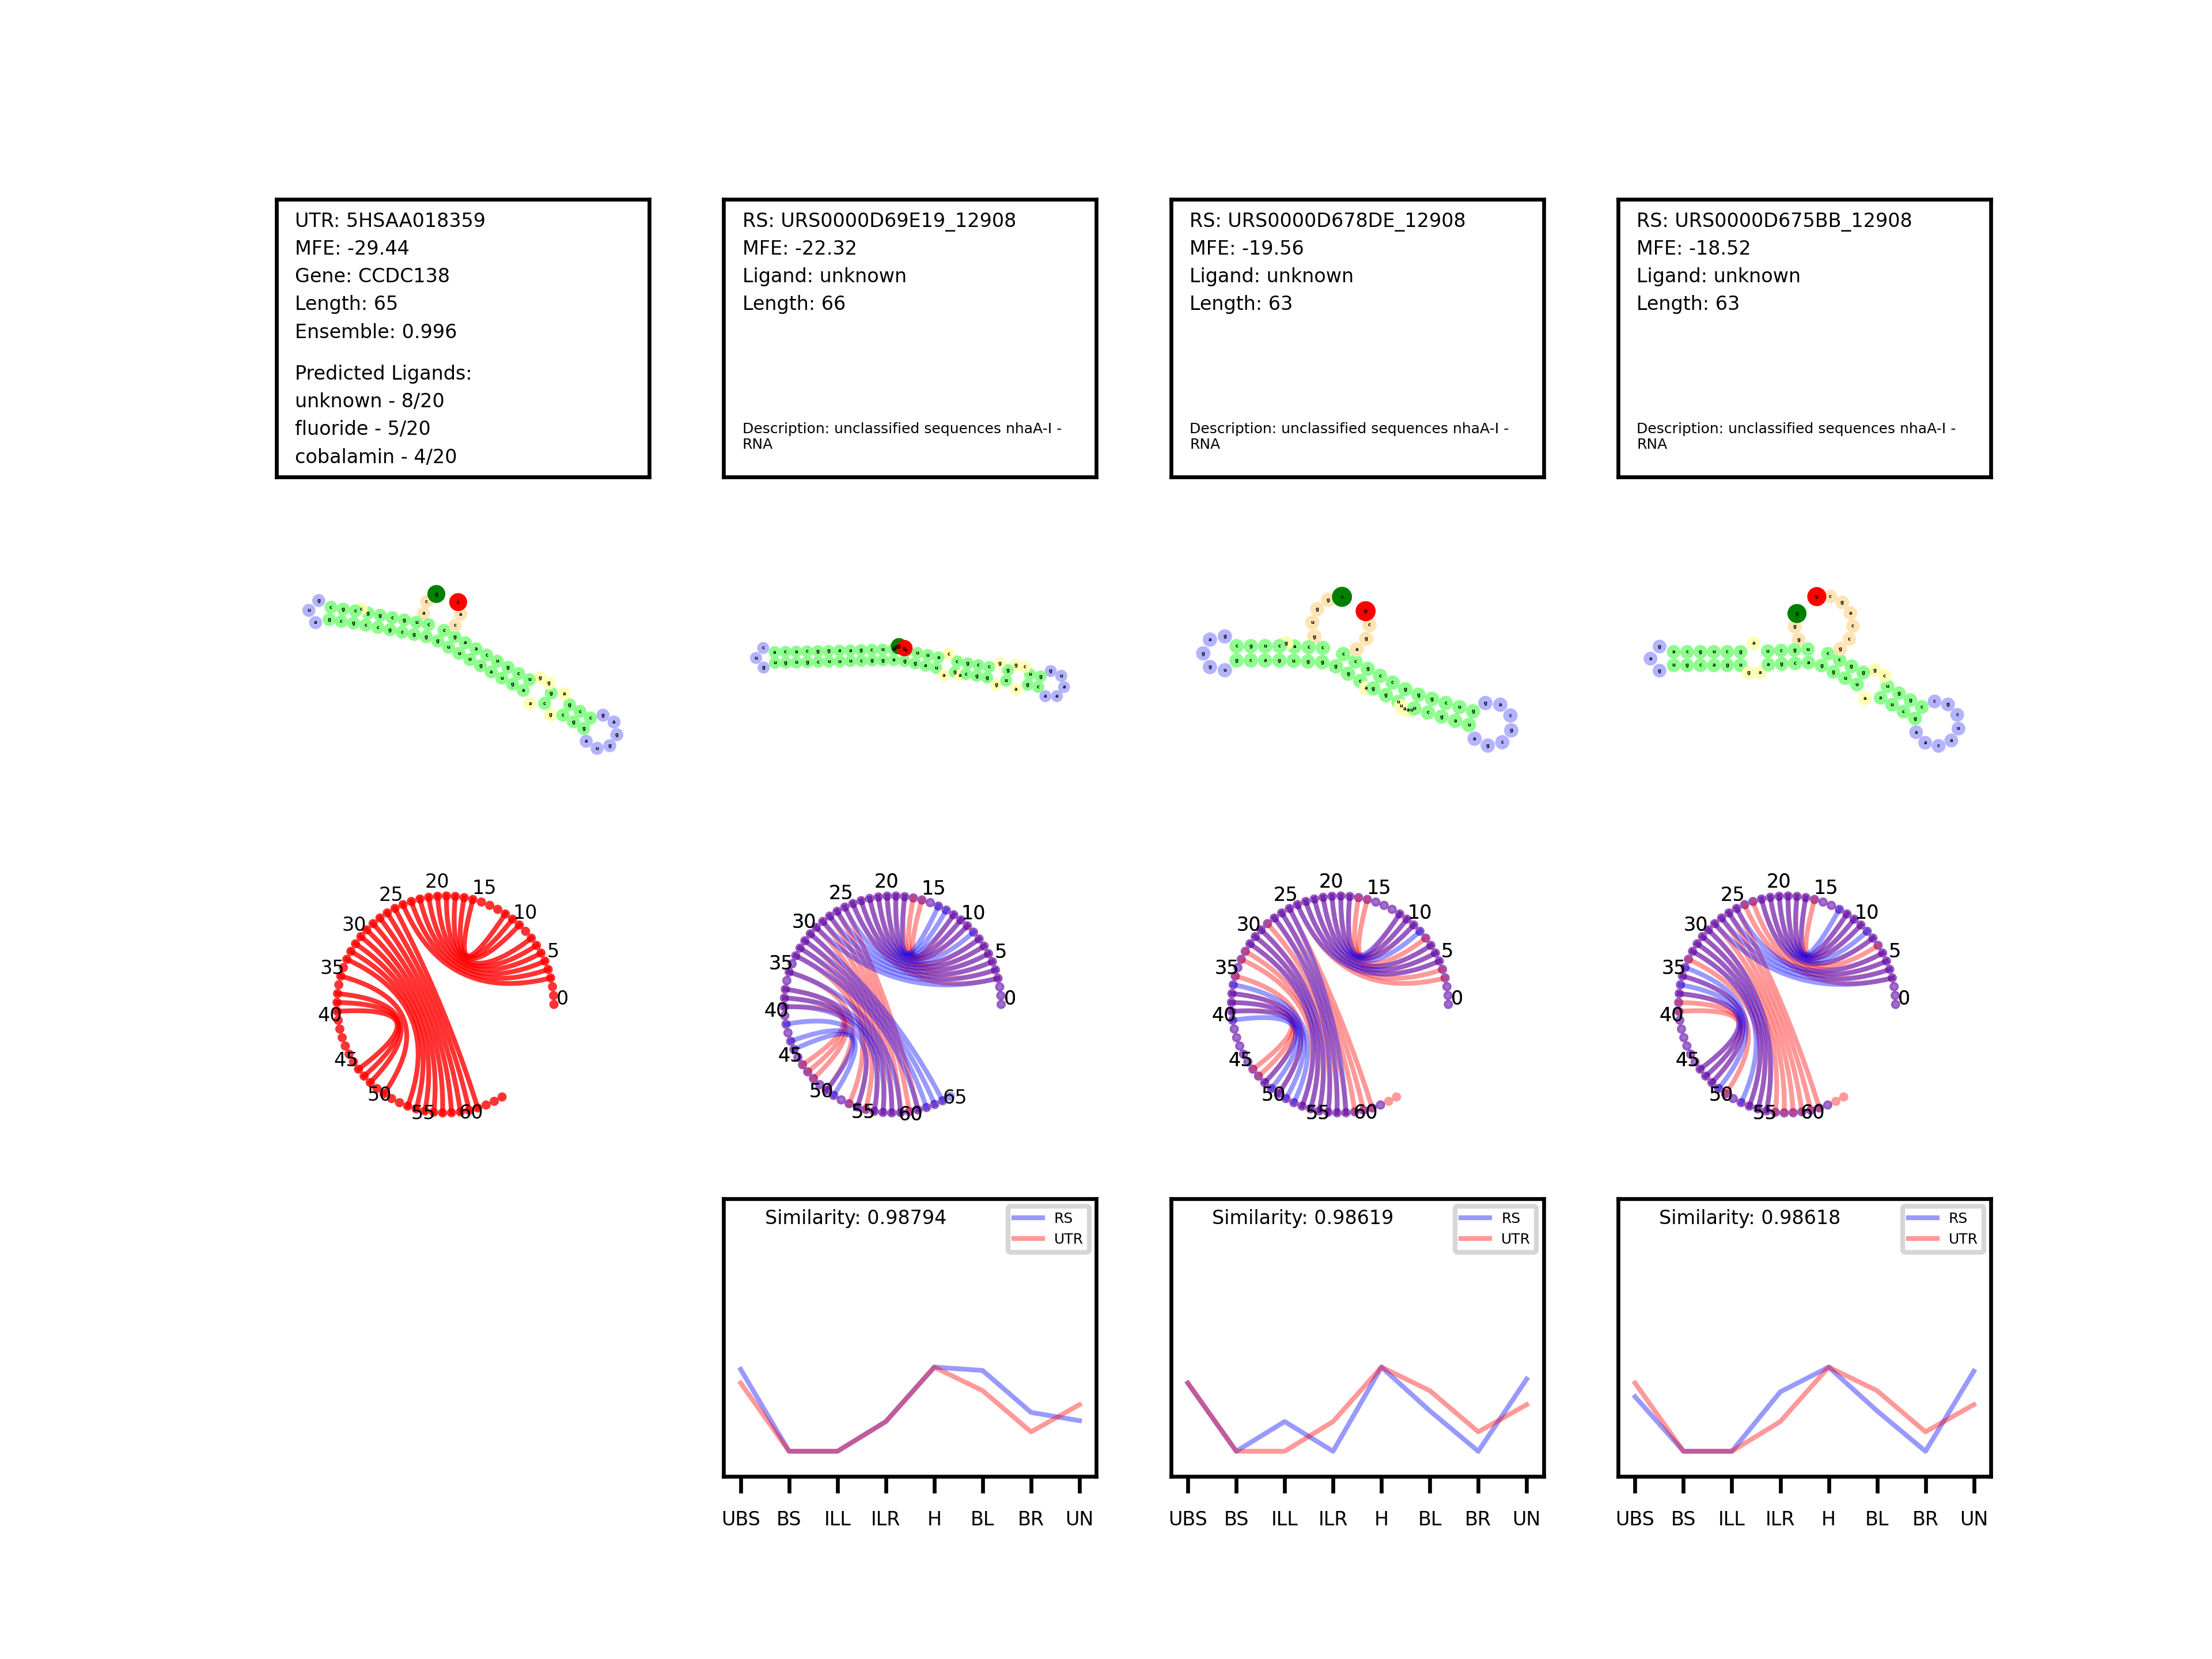 UTR: 5HSAA018359
MFE: -29.44
Gene: CCDC138
Length: 65
Ensemble: 0.996
Predicted Ligands:
unknown - 8/20
fluoride - 5/20
cobalamin - 4/20
RS: URS0000D69E19_12908
MFE: -22.32
Ligand: unknown
Length: 66
Description: unclassified sequences nhaA-I -
RNA
RS: URS0000D678DE_12908
MFE: -19.56
Ligand: unknown
Length: 63
Description: unclassified sequences nhaA-I -
RNA
RS: URS0000D675BB_12908
MFE: -18.52
Ligand: unknown
Length: 63
Description: unclassified sequences nhaA-I -
RNA
0
5
10
15
20
25
30
35
40
45
50
55
60
0
5
10
15
20
25
30
35
40
45
50
55
60
65
0
5
10
15
20
25
30
35
40
45
50
55
60
0
5
10
15
20
25
30
35
40
45
50
55
60
Similarity: 0.98794
RS
UTR
UBS BS ILL ILR H BL BR UN
Similarity: 0.98619
RS
UTR
UBS BS ILL ILR H BL BR UN
Similarity: 0.98618
RS
UTR
UBS BS ILL ILR H BL BR UN